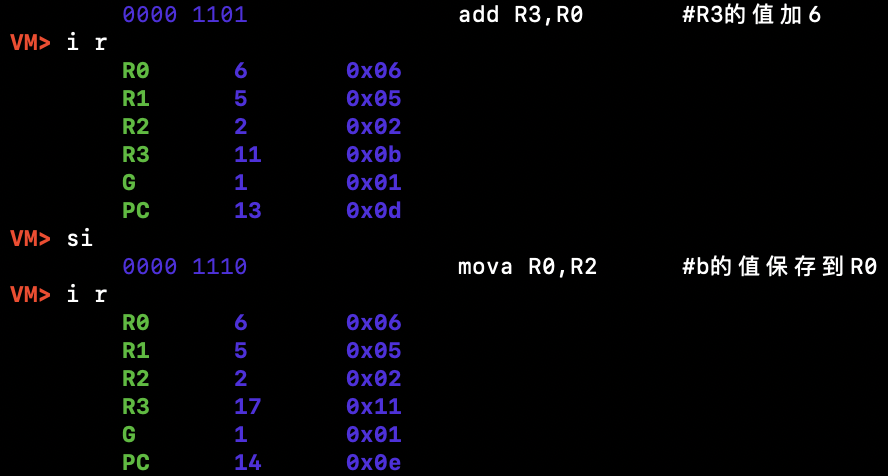 0000 1101 add R3,R0 #R3的值加6
VM> i r
R0 6 0x06
R1 5 0x05
R2 2 0x02
R3 11 0x0b
G 1 0x01
PC 13 0x0d
VM> si
0000 1110 mova R0,R2 #b的值保存到R0
VM> i r
R0 6 0x06
R1 5 0x05
R2 2 0x02
R3 17 0x11
G 1 0x01
PC 14 0x0e